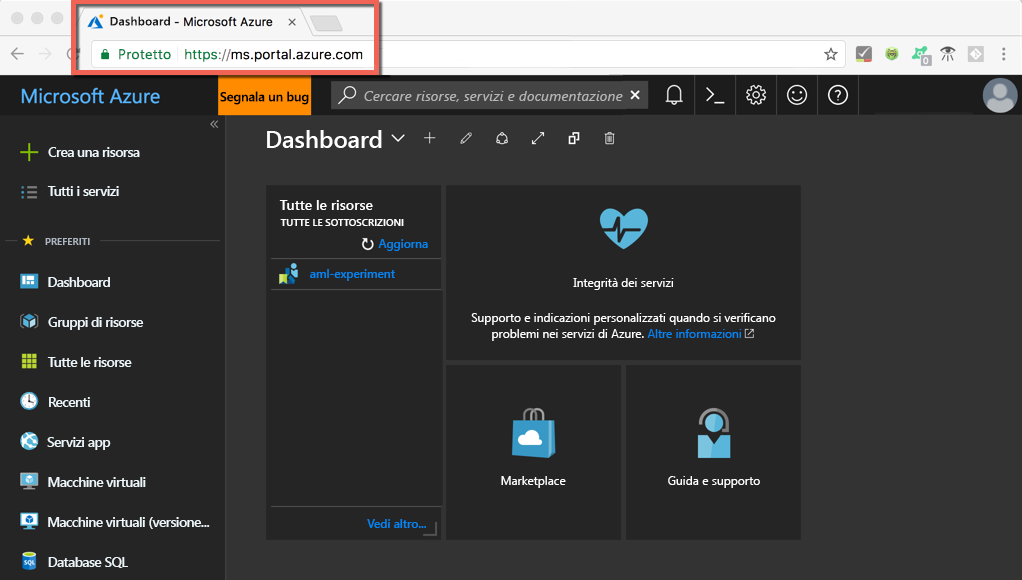 Dashboard - Microsoft Azure
Protetto https://ms.portal.azure.com
0
Microsoft Azure
Segnala un bug
Cercare risorse, servizi e documentazione
Crea una risorsa
Tutti i servizi
PREFERITI
Dashboard
Gruppi di risorse
Tutte le risorse
Recenti
Servizi app
Macchine virtuali
Macchine virtuali (versione...
SQL
Database SQL
Dashboard
Tutte le risorse
TUTTE LE SOTTOSCRIZIONI
Aggiorna
aml-experiment
Vedi altro...
Integrità dei servizi
Supporto e indicazioni personalizzati quando si verificano
problemi nei servizi di Azure. Altre informazioni
Marketplace
Guida e supporto